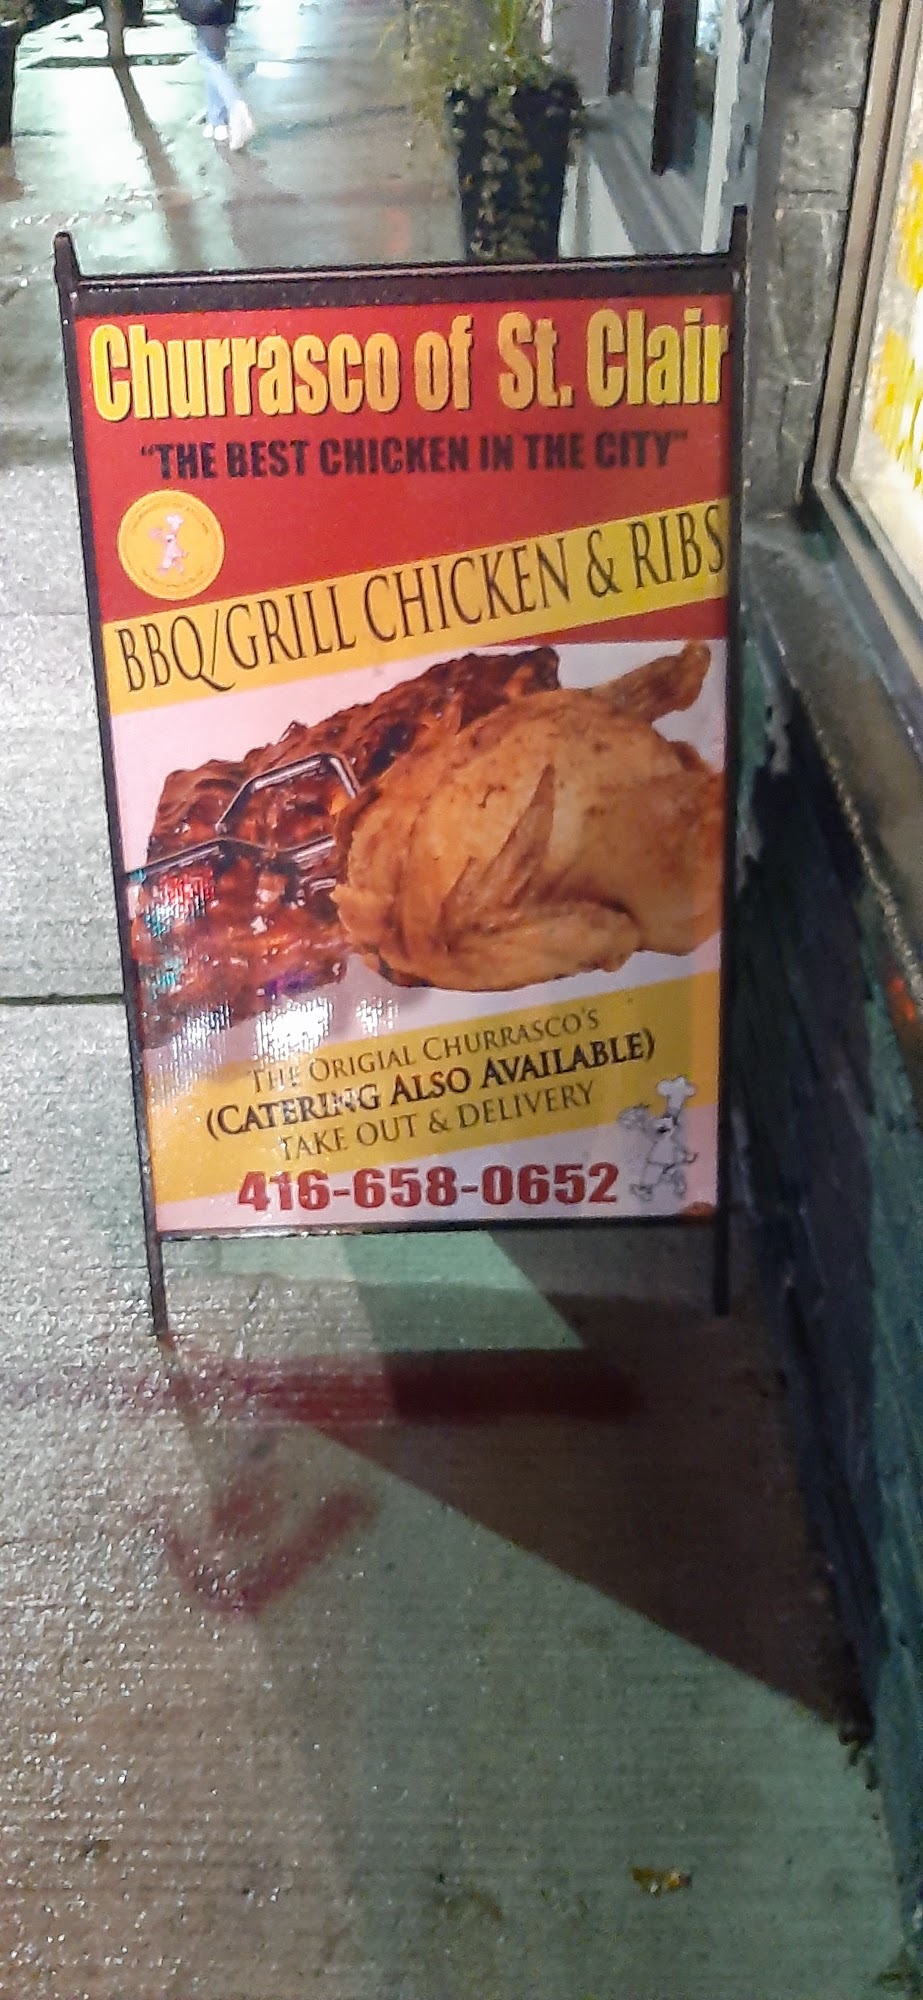 Churrasco of St. Clair
"THE BEST CHICKEN IN THE CITY"
BBQ/GRILL CHICKEN & RIBS
THE ORIGIAL CHURRASCO'S
(CATERING ALSO AVAILABLE)
TAKE OUT & DELIVERY
416-658-0652